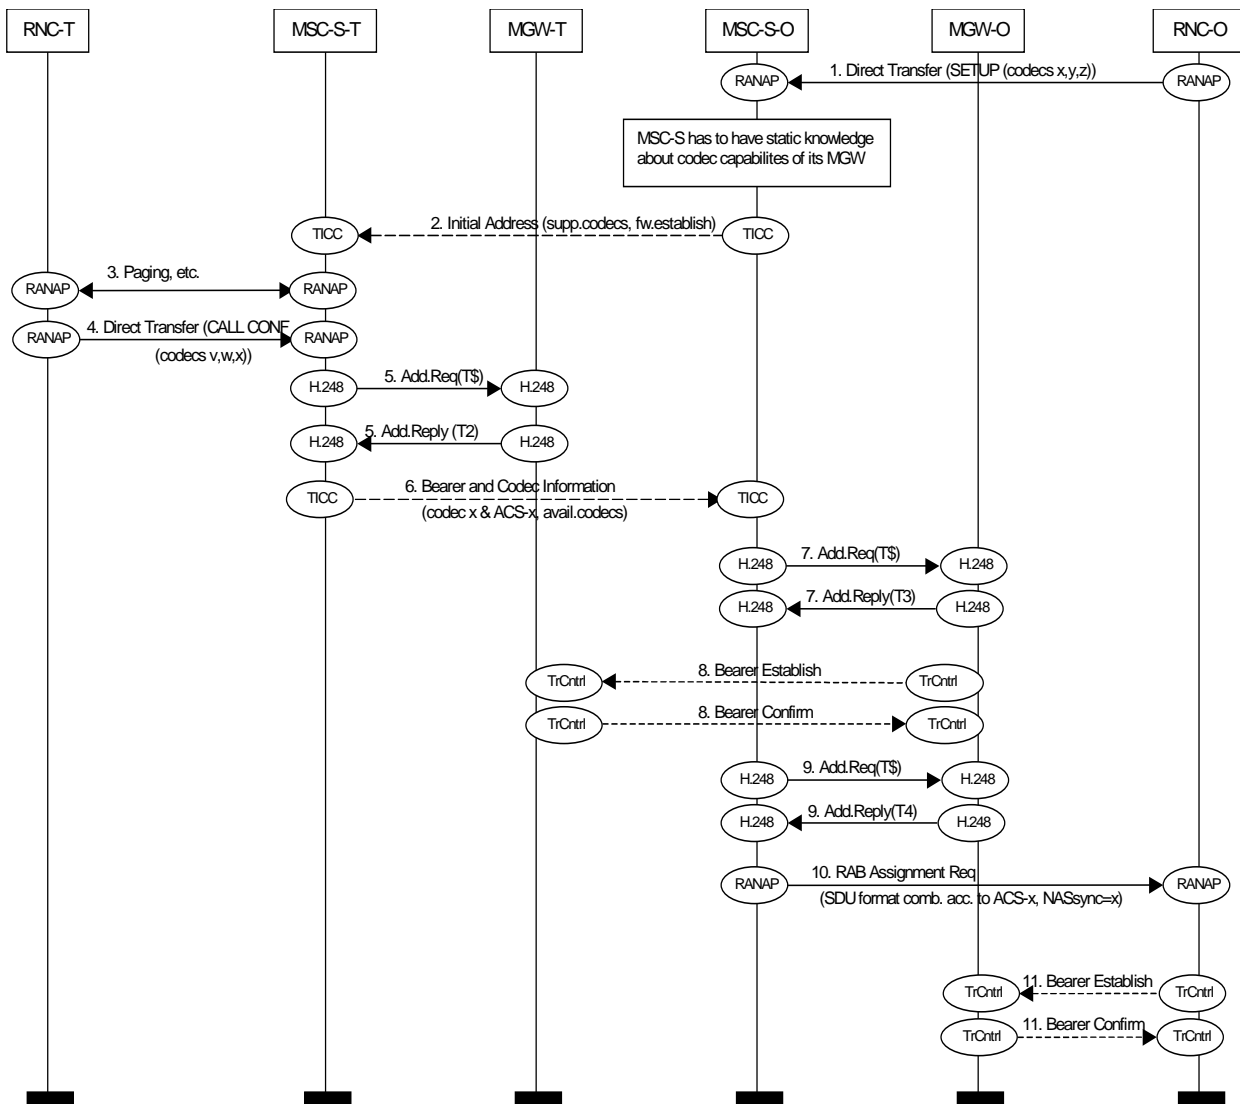 RNC-T
MSC-S-T
MGW-T
MSC-S-O
MGW-O
RNC-O
1. Direct Transfer (SETUP (codecs x,y,z))
RANAP
RANAP
MSC-S has to have static knowledge
about codec capabilites of its MGW
2. Initial Address (supp.codecs, fw.establish)
TICC
TICC
3. Paging, etc.
RANAP
RANAP
4. Direct Transfer (CALL CONF
RANAP
RANAP
(codecs v,w,x))
5. Add.Req(T$)
H.248
H.248
5. Add.Reply (T2)
H.248
H.248
6. Bearer and Codec Information
TICC
TICC
(codec x & ACS-x, avail.codecs)
7. Add.Req(T$)
H.248
H.248
7. Add.Reply(T3)
H.248
H.248
8. Bearer Establish
TrCntrl
TrCntrl
8. Bearer Confirm
TrCntrl
TrCntrl
9. Add.Req(T$)
H.248
H.248
9. Add.Reply(T4)
H.248
H.248
10. RAB Assignment Req
RANAP
RANAP
(SDU format comb. acc. to ACS-x, NASsync=x)
11. Bearer Establish
TrCntrl
TrCntrl
11. Bearer Confirm
TrCntrl
TrCntrl